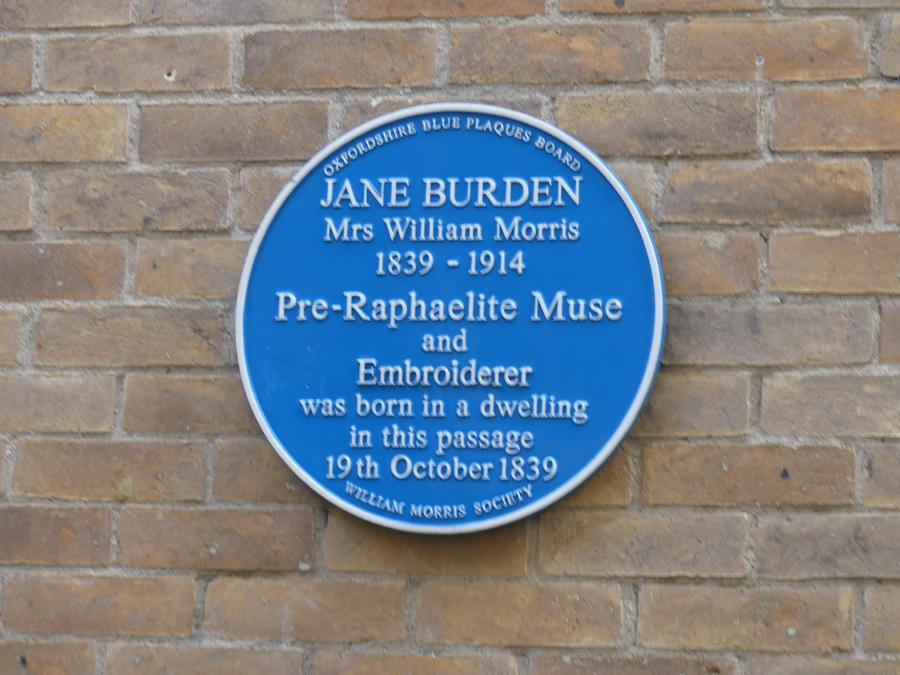 OXFORDSHIRE BLUE PLAQUES BOARD
JANE BURDEN
Mrs William Morris
1839 - 1914
Pre-Raphaelite Muse
and
Embroiderer
was born in a dwelling
in this passage
19th October 1839
WILLIAM MORRIS SOCIETY